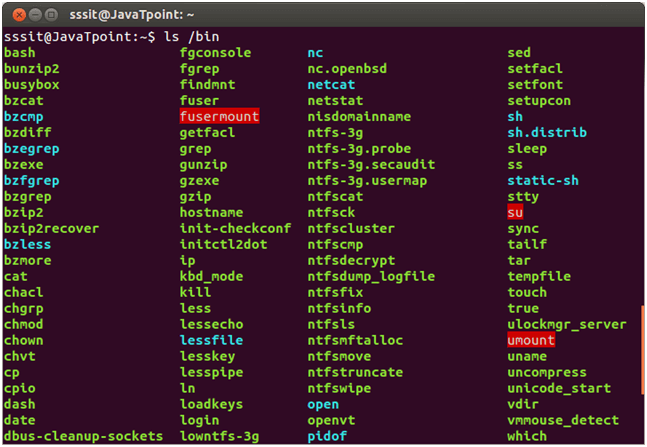 sssit@JavaTpoint: ~
sssit@JavaTpoint:~$ ls /bin
bash fgconsole nc sed
bunzip2 fgrep nc.openbsd setfacl
busybox findmnt netcat setfont
bzcat fuser netstat setupcon
bzcmp fusermount nisdomainname sh
bzdiff getfacl ntfs-3g sh.distrib
bzegrep grep ntfs-3g.probe sleep
bzexe gunzip ntfs-3g.secaudit ss
bzfgrep gzexe ntfs-3g.usermap static-sh
bzgrep gzip ntfscat stty
bzip2 hostname ntfsck su
bzip2recover init-checkconf ntfscluster sync
bzless initctl2dot ntfscmp tailf
bzmore ip ntfsdecrypt tar
cat kbd_mode ntfsdump_logfile tempfile
chacl kill ntfsfix touch
chgrp less ntfsinfo true
chmod lessecho ntfsls ulockmgr_server
chown lessfile ntfsmftalloc umount
chvt lesskey ntfsmove uname
cp lesspipe ntfstruncate uncompress
cpio ln ntfswipe unicode_start
dash loadkeys open vdir
date login openvt vmmouse_detect
dbus-cleanup-sockets lowntfs-3g pidof which